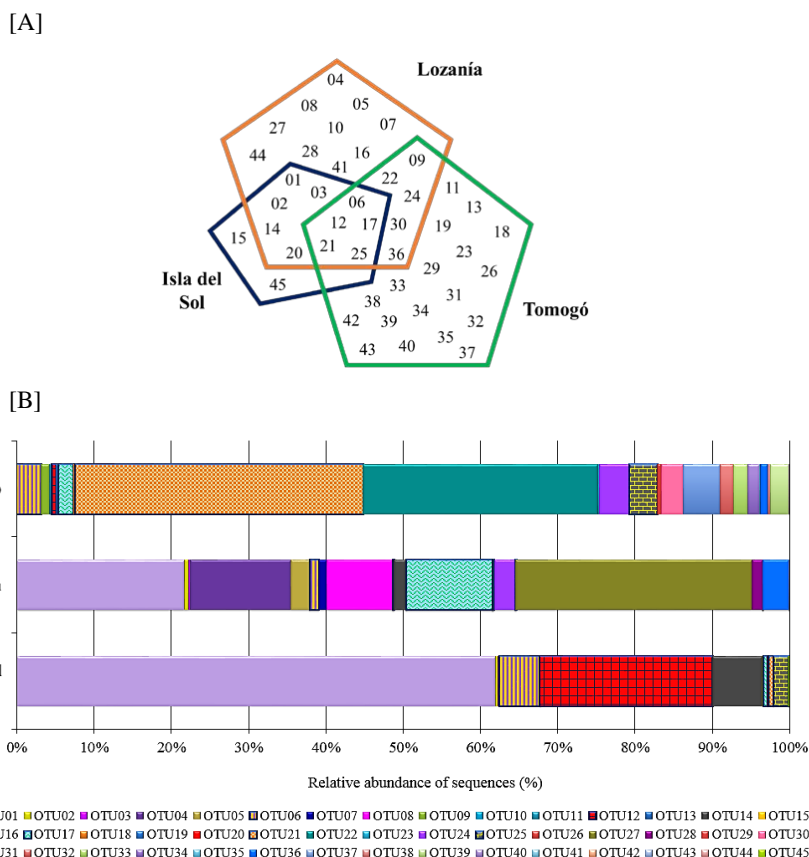 [A]
Lozanía
04
08 05
27 10 07
44 28 16 09
41
01 03 22 11
02 06 24 13
15 14 12 17 30 19 18
20 21 25 36 23
29 26
Isla del
Sol
45 33 31
38 34
42 39 32
43 40 35 37
Tomogó
[B]
0% 10% 20% 30% 40% 50% 60% 70% 80% 90% 100%
Relative abundance of sequences (%)
U01 OTU02 OTU03 OTU04 OTU05 OTU06 OTU07 OTU08 OTU09 OTU10 OTU11 OTU12 OTU13 OTU14 OTU15
U16 OTU17 OTU18 OTU19 OTU20 OTU21 OTU22 OTU23 OTU24 OTU25 OTU26 OTU27 OTU28 OTU29 OTU30
U31 OTU32 OTU33 OTU34 OTU35 OTU36 OTU37 OTU38 OTU39 OTU40 OTU41 OTU42 OTU43 OTU44 OTU45